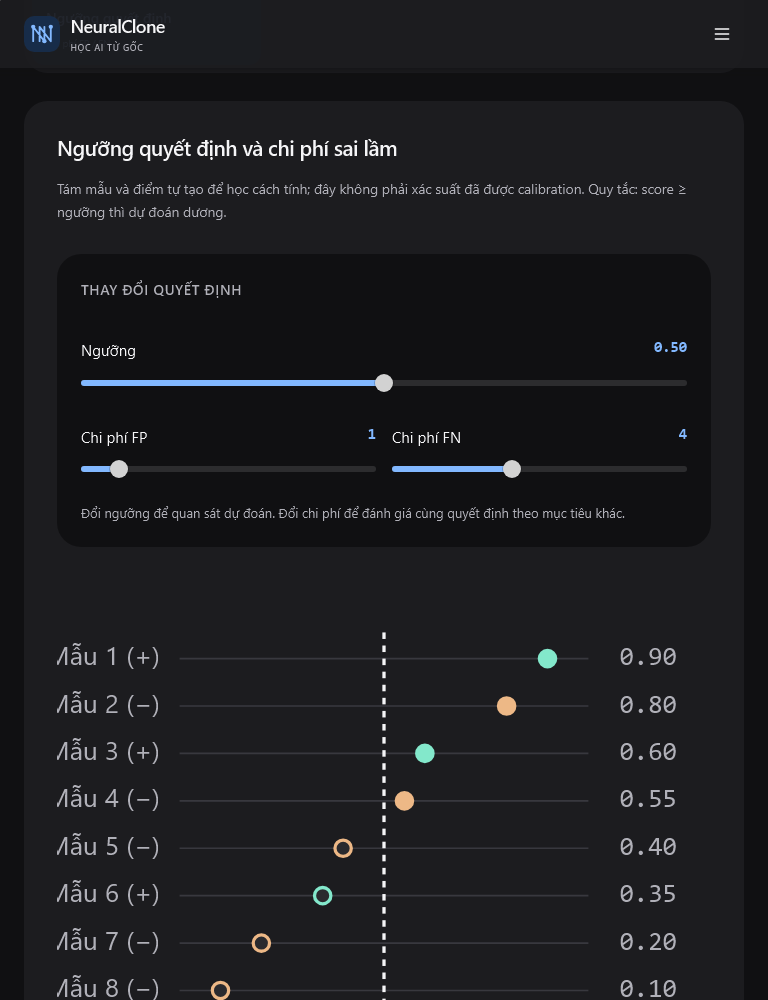 NeuralClone
HỌC AI TỪ GỐC
Ngưỡng quyết định và chi phí sai lầm
Tám mẫu và điểm tự tạo để học cách tính; đây không phải xác suất đã được calibration. Quy tắc: score ≥
ngưỡng thì dự đoán dương.
THAY ĐỔI QUYẾT ĐỊNH
Ngưỡng 0.50
Chi phí FP 1 Chi phí FN 4
Đổi ngưỡng để quan sát dự đoán. Đổi chi phí để đánh giá cùng quyết định theo mục tiêu khác.
Mẫu 1 (+) 0.90
Mẫu 2 (−) 0.80
Mẫu 3 (+) 0.60
Mẫu 4 (−) 0.55
Mẫu 5 (−) 0.40
Mẫu 6 (+) 0.35
Mẫu 7 (−) 0.20
Mẫu 8 (−) 0.10